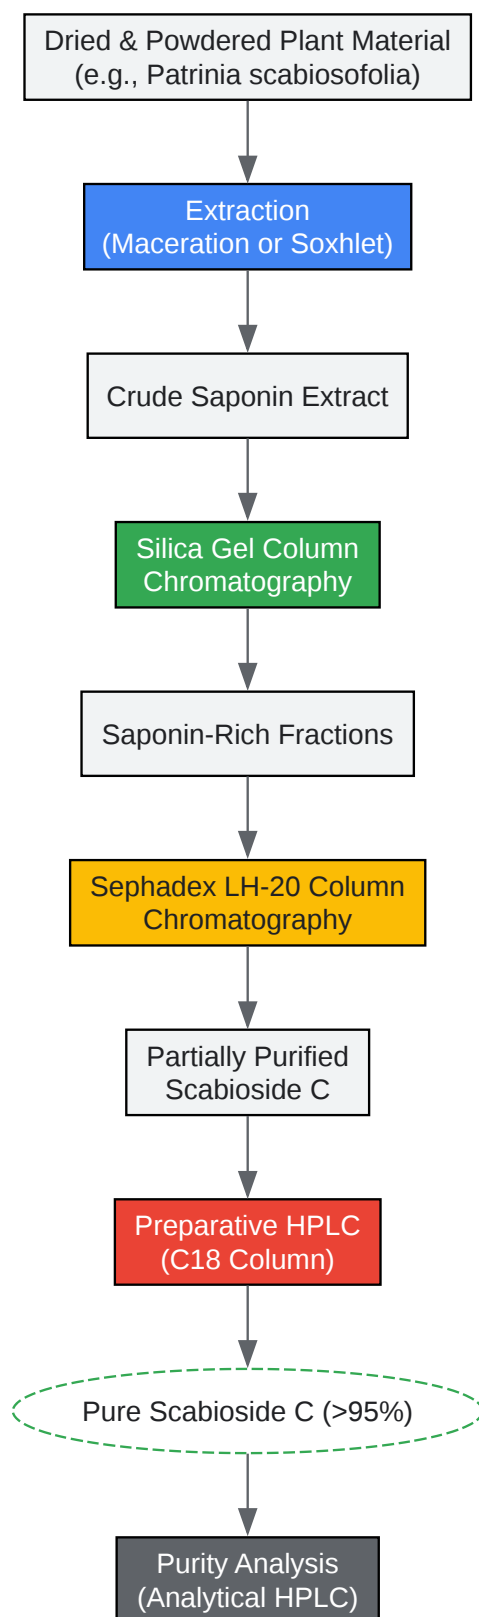 Dried & Powdered Plant Material
(e.g., Patrinia scabiosofolia)
Extraction
(Maceration or Soxhlet)
Crude Saponin Extract
Silica Gel Column
Chromatography
Saponin-Rich Fractions
Sephadex LH-20 Column
Chromatography
Partially Purified
Scabioside C
Preparative HPLC
(C18 Column)
Pure Scabioside C (>95%)
Purity Analysis
(Analytical HPLC)